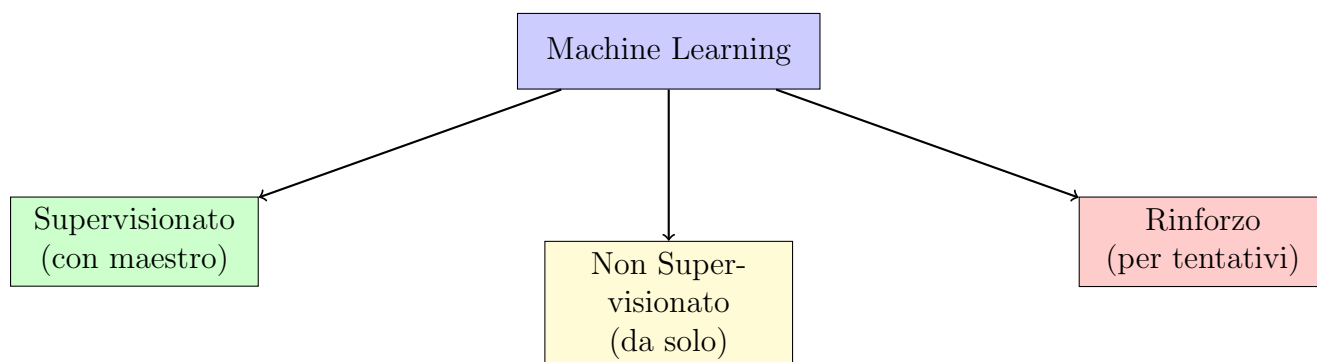 Machine Learning
Supervisionato
(con maestro)
Non Super-
visionato
(da solo)
Rinforzo
(per tentativi)